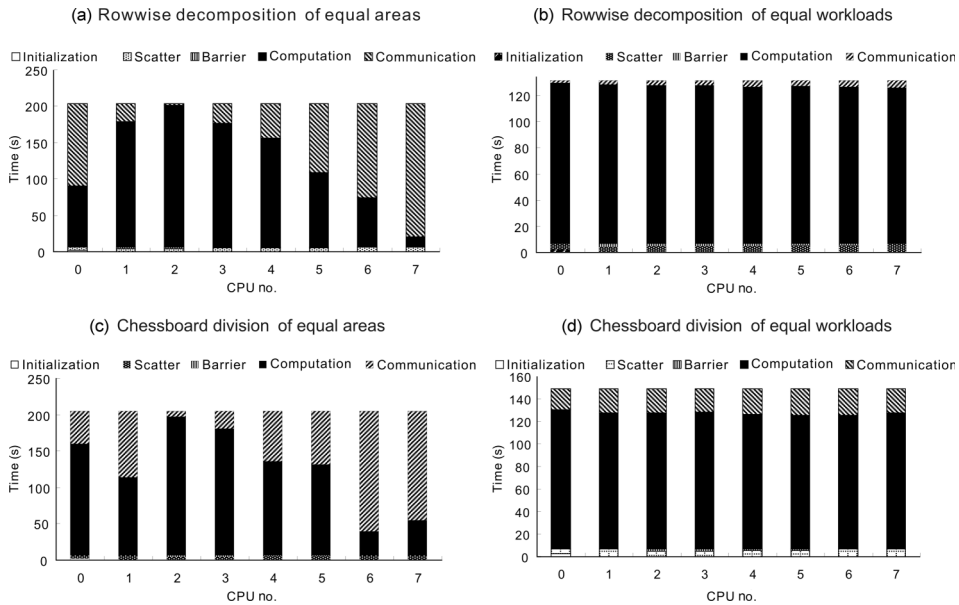 (a) Rowwise decomposition of equal areas
Initialization Scatter Barrier Computation Communication
250
200
150
100
50
0
Time (s)
0 1 2 3 4 5 6 7
CPU no.
(b) Rowwise decomposition of equal workloads
Initialization Scatter Barrier Computation Communication
120
100
80
60
40
20
0
Time (s)
0 1 2 3 4 5 6 7
CPU no.
(c) Chessboard division of equal areas
Initialization Scatter Barrier Computation Communication
250
200
150
100
50
0
Time (s)
0 1 2 3 4 5 6 7
CPU no.
(d) Chessboard division of equal workloads
Initialization Scatter Barrier Computation Communication
160
140
120
100
80
60
40
20
0
Time (s)
0 1 2 3 4 5 6 7
CPU no.